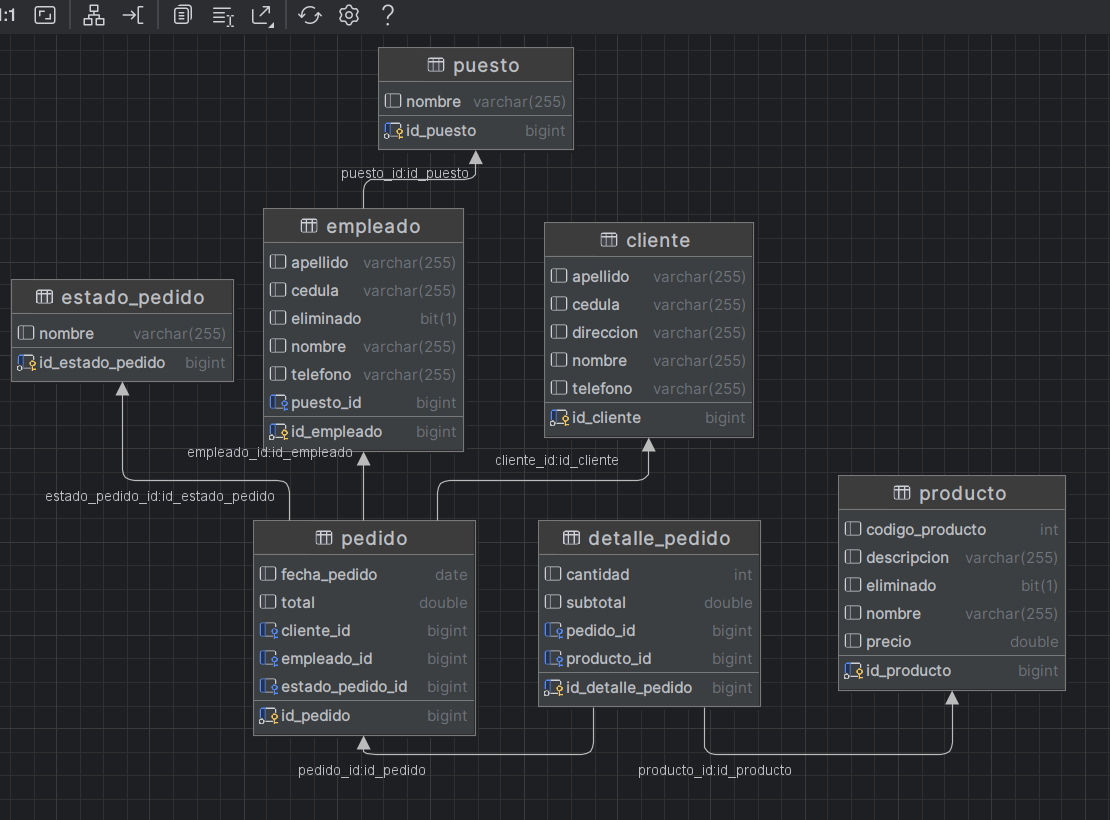 :1
?
puesto
nombre varchar(255)
id_puesto bigint
puesto_id:id_puesto
empleado
apellido varchar(255)
cedula varchar(255)
eliminado bit(1)
nombre varchar(255)
telefono varchar(255)
puesto_id bigint
id_empleado bigint
cliente
apellido varchar(255)
cedula varchar(255)
direccion varchar(255)
nombre varchar(255)
telefono varchar(255)
id_cliente bigint
estado_pedido
nombre varchar(255)
id_estado_pedido bigint
empleado_id:id_empleado
cliente_id:id_cliente
estado_pedido_id:id_estado_pedido
pedido
fecha_pedido date
total double
cliente_id bigint
empleado_id bigint
estado_pedido_id bigint
id_pedido bigint
detalle_pedido
cantidad int
subtotal double
pedido_id bigint
producto_id bigint
id_detalle_pedido bigint
producto
codigo_producto int
descripcion varchar(255)
eliminado bit(1)
nombre varchar(255)
precio double
id_producto bigint
pedido_id:id_pedido
producto_id:id_producto